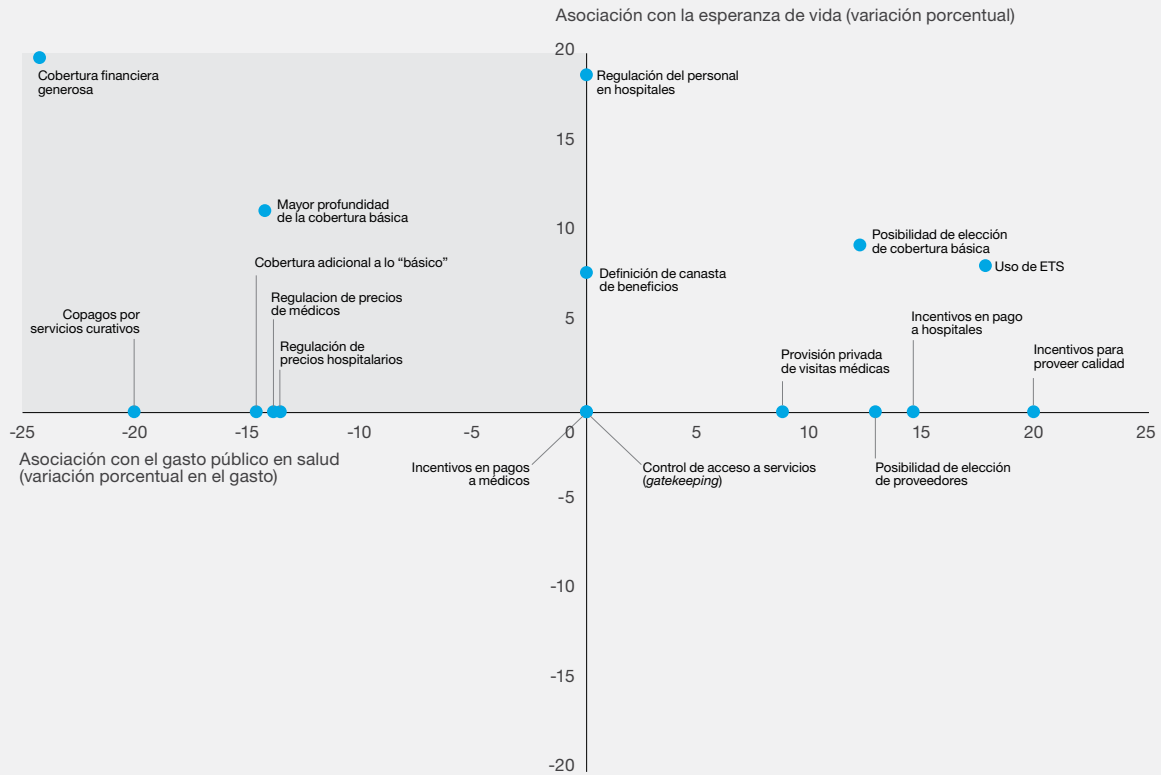 Asociación con la esperanza de vida (variación porcentual)
20
Cobertura financiera
generosa
Regulación del personal
en hospitales
15
Mayor profundidad
de la cobertura básica
10
Posibilidad de elección
de cobertura básica
Cobertura adicional a lo “básico”
Definición de canasta
de beneficios
Uso de ETS
Regulacion de precios
de médicos
Copagos por
servicios curativos
5
Incentivos en pago
a hospitales
Regulación de
precios hospitalarios
Provisión privada
de visitas médicas
Incentivos para
proveer calidad
-25 -20 -15 -10 -5 0 5 10 15 20 25
Asociación con el gasto público en salud
(variación porcentual en el gasto)
Incentivos en pagos
a médicos
Control de acceso a servicios
(gatekeeping)
Posibilidad de elección
de proveedores
-5
-10
-15
-20